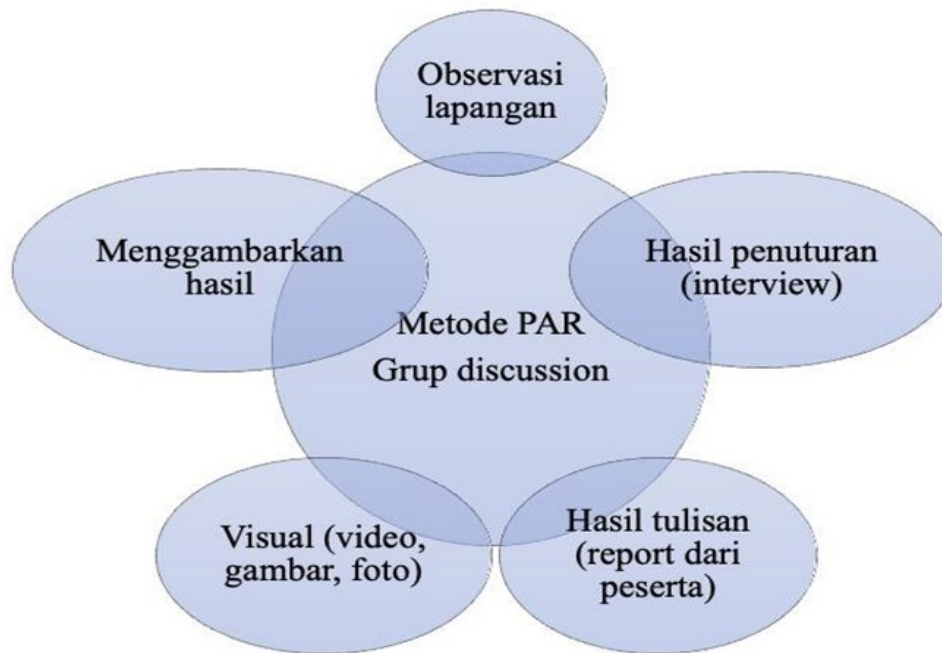 Observasi
lapangan
Menggambarkan
hasil
Hasil penuturan
(interview)
Metode PAR
Grup discussion
Visual (video,
gambar, foto)
Hasil tulisan
(report dari
peserta)